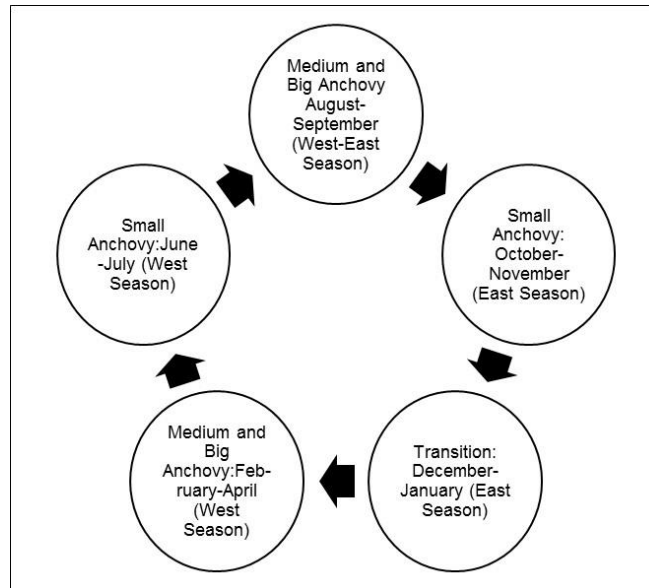 Medium and
Big Anchovy
August-
September
(West-East
Season)
Small
Anchovy:
October-
November
(East Season)
Transition:
December-
January (East
Season)
Medium and
Big
Anchovy:Feb-
ruary-April
(West
Season)
Small
Anchovy:June
-July (West
Season)